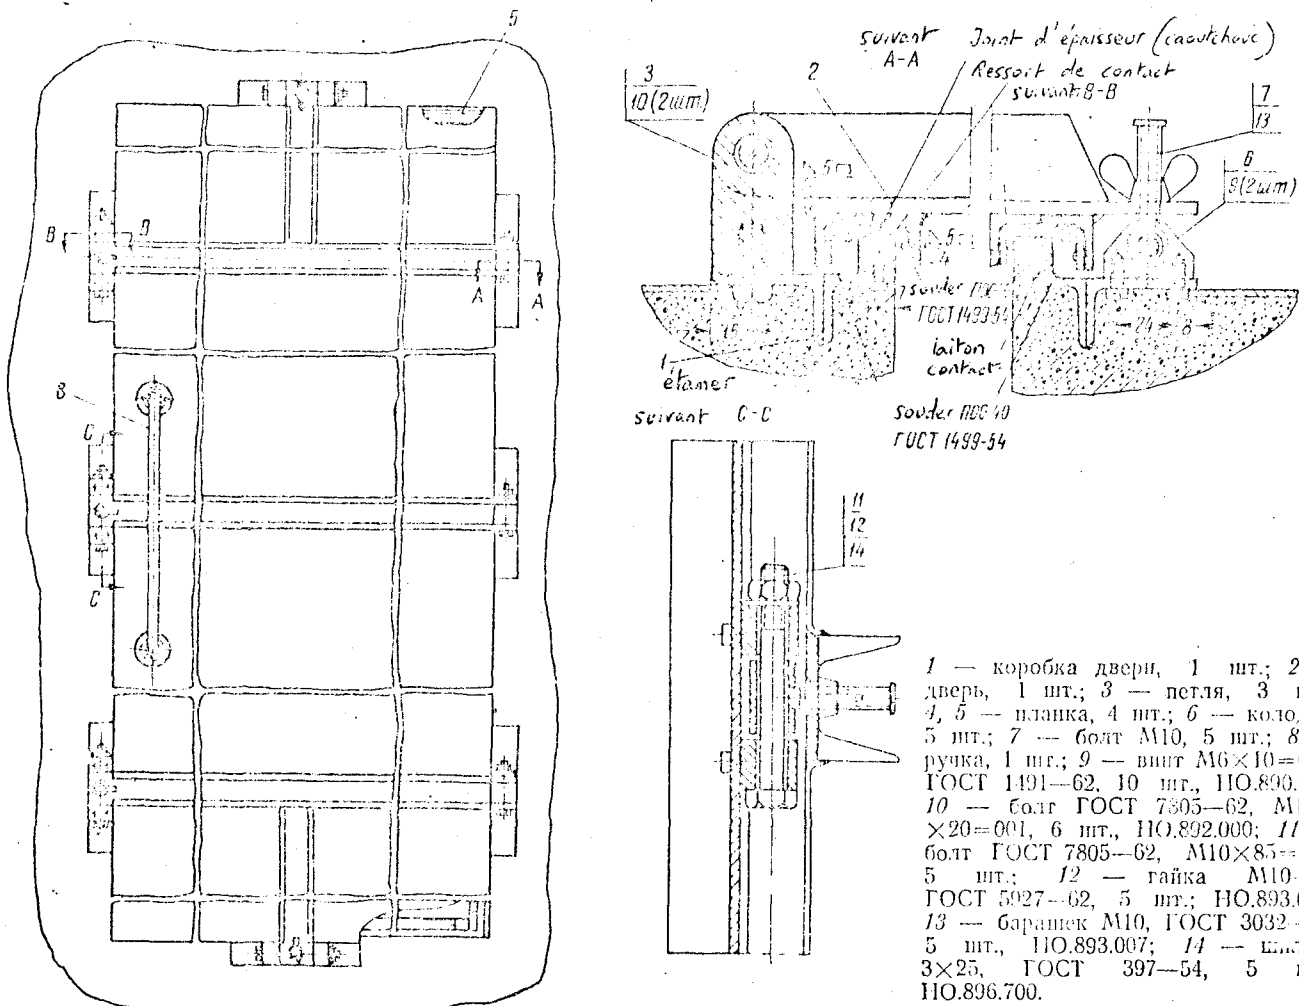 5
suivant Joint d'épaisseur (caoutchouc)
A-A
Ressort de contact
suivant B-B
3
10(2шт.)
2
7
13
6
9(2шт)
Б
Б
4
B
B
A A
souder ПОС
ГОСТ 1499-54
15
24 8
1
étamer
laiton
contact
souder ПОС 40
ГОСТ 1499-54
suivant C-C
8
C
C
11
12
14
1 — коробка двери, 1 шт.; 2
дверь, 1 шт.; 3 — петля, 3
4, 5 — планка, 4 шт.; 6 — коло
5 шт.; 7 — болт М10, 5 шт.; 8
ручка, 1 шт.; 9 — винт М6×10=
ГОСТ 1491—62, 10 шт., НО.890.
10 — болт ГОСТ 7805—62, М
×20=001, 6 шт., НО.892.000; 11
болт ГОСТ 7805—62, М10×85=
5 шт.; 12 — гайка М10
ГОСТ 5927—62, 5 шт.; НО.893.
13 — барашек М10, ГОСТ 3032
5 шт., НО.893.007; 14 —
3×25, ГОСТ 397—54, 5
НО.896.700.